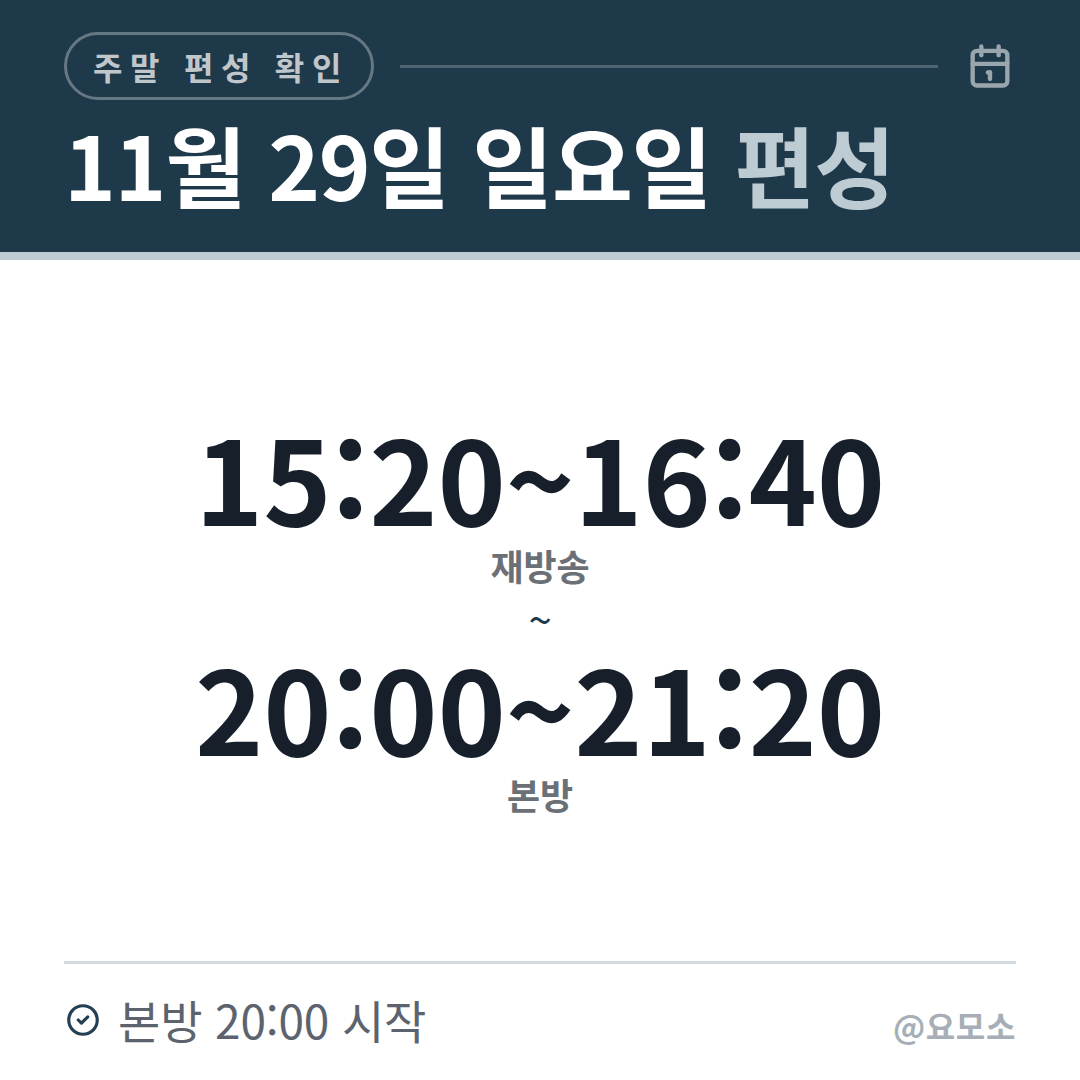 주말 편성 확인
11월 29일 일요일 편성
15:20~16:40
재방송
~
20:00~21:20
본방
본방 20:00 시작
@요모소